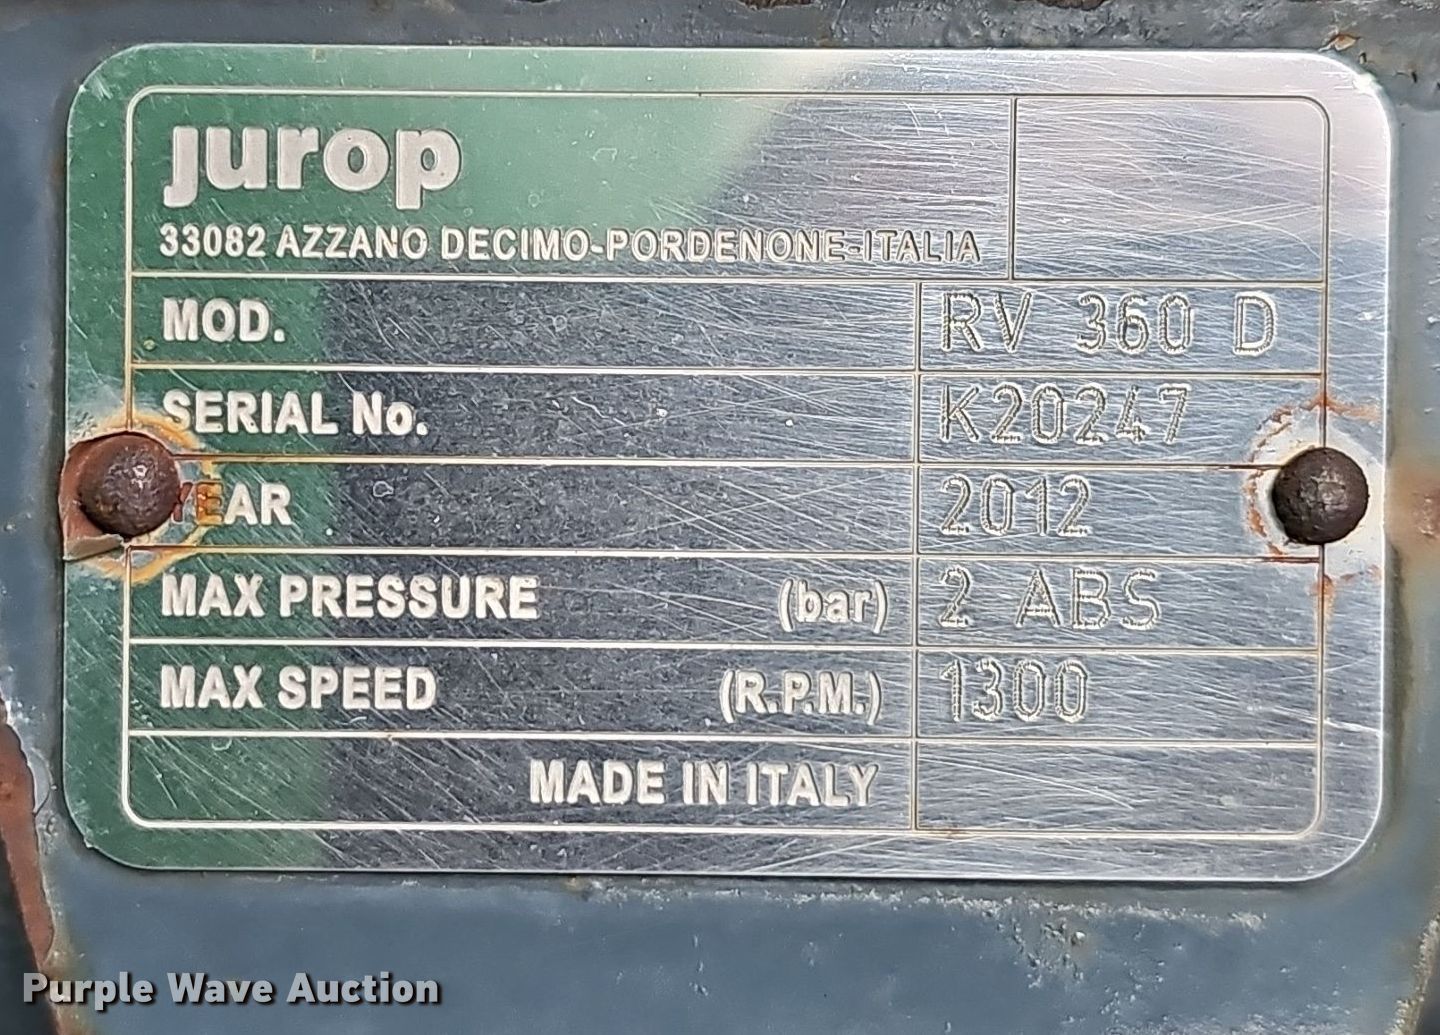 jurop
33082 AZZANO DECIMO-PORDENONE-ITALIA
MOD. RV 360 D
SERIAL No. K20247
YEAR 2012
MAX PRESSURE (bar) 2 ABS
MAX SPEED (R.P.M.) 1300
MADE IN ITALY
Purple Wave Auction